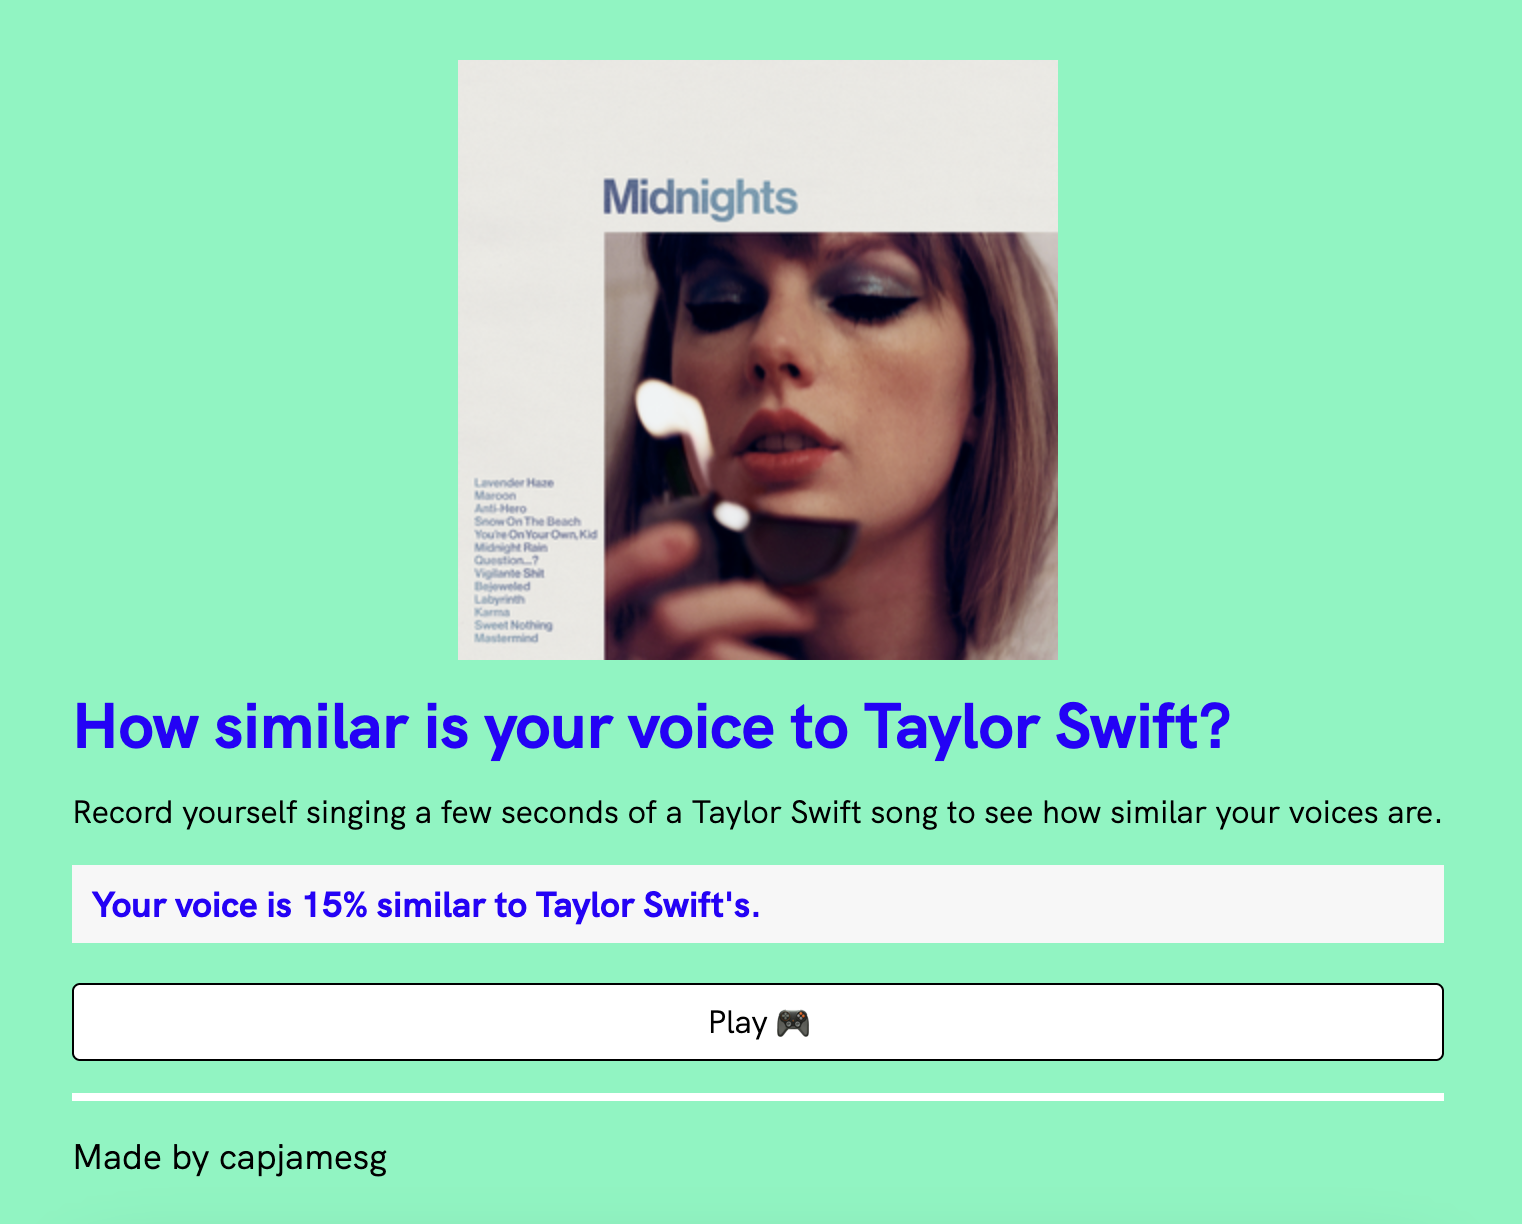 Midnights
Lavender Haze
Maroon
Anti-Hero
Snow On The Beach
You're On Your Own, Kid
Midnight Rain
Question...?
Vigilante Shit
Bejeweled
Labyrinth
Karma
Sweet Nothing
Mastermind
How similar is your voice to Taylor Swift?
Record yourself singing a few seconds of a Taylor Swift song to see how similar your voices are.
Your voice is 15% similar to Taylor Swift's.
Play 🎮
Made by capjamesg